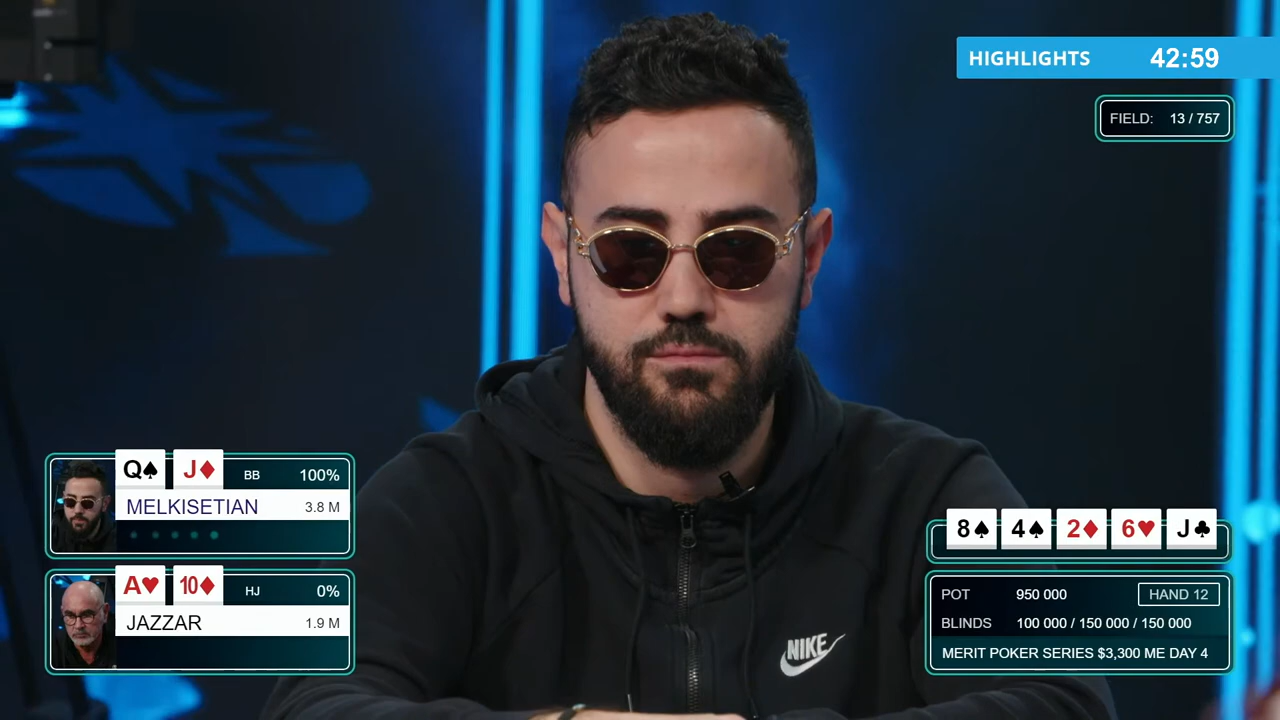 HIGHLIGHTS 42:59
FIELD: 13 / 757
Q♠ J♦ BB 100%
MELKISETIAN 3.8 M
A♥ 10♦ HJ 0%
JAZZAR 1.9 M
NIKE
8♠ 4♠ 2♦ 6♥ J♣
POT 950 000 HAND 12
BLINDS 100 000 / 150 000 / 150 000
MERIT POKER SERIES $3,300 ME DAY 4